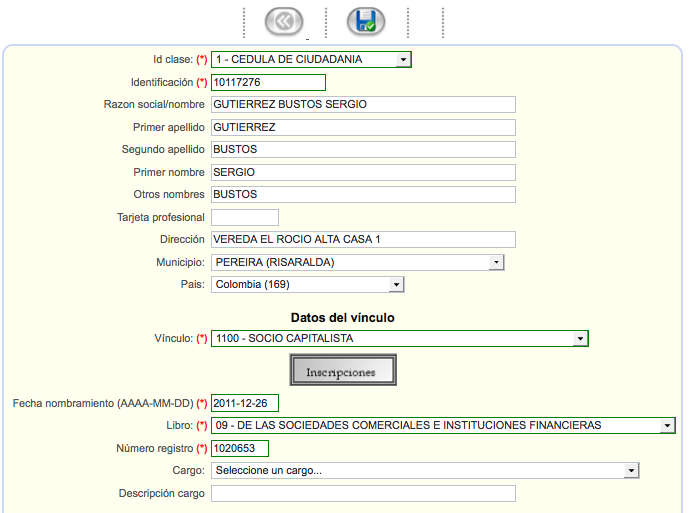 Id clase: (*) 1 - CEDULA DE CIUDADANIA
Identificación (*) 10117276
Razon social/nombre GUTIERREZ BUSTOS SERGIO
Primer apellido GUTIERREZ
Segundo apellido BUSTOS
Primer nombre SERGIO
Otros nombres BUSTOS
Tarjeta profesional
Dirección VEREDA EL ROCIO ALTA CASA 1
Municipio: PEREIRA (RISARALDA)
Pais: Colombia (169)
Datos del vínculo
Vínculo: (*) 1100 - SOCIO CAPITALISTA
Inscripciones
Fecha nombramiento (AAAA-MM-DD) (*) 2011-12-26
Libro: (*) 09 - DE LAS SOCIEDADES COMERCIALES E INSTITUCIONES FINANCIERAS
Número registro (*) 1020653
Cargo: Seleccione un cargo...
Descripción cargo